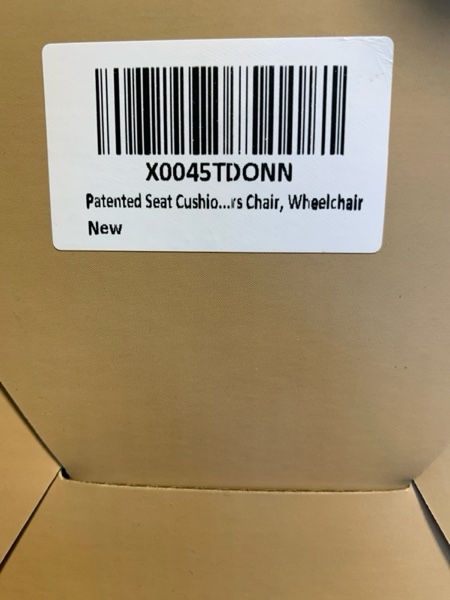 X0045TDONN
Patented Seat Cushio...rs Chair, Wheelchair
New